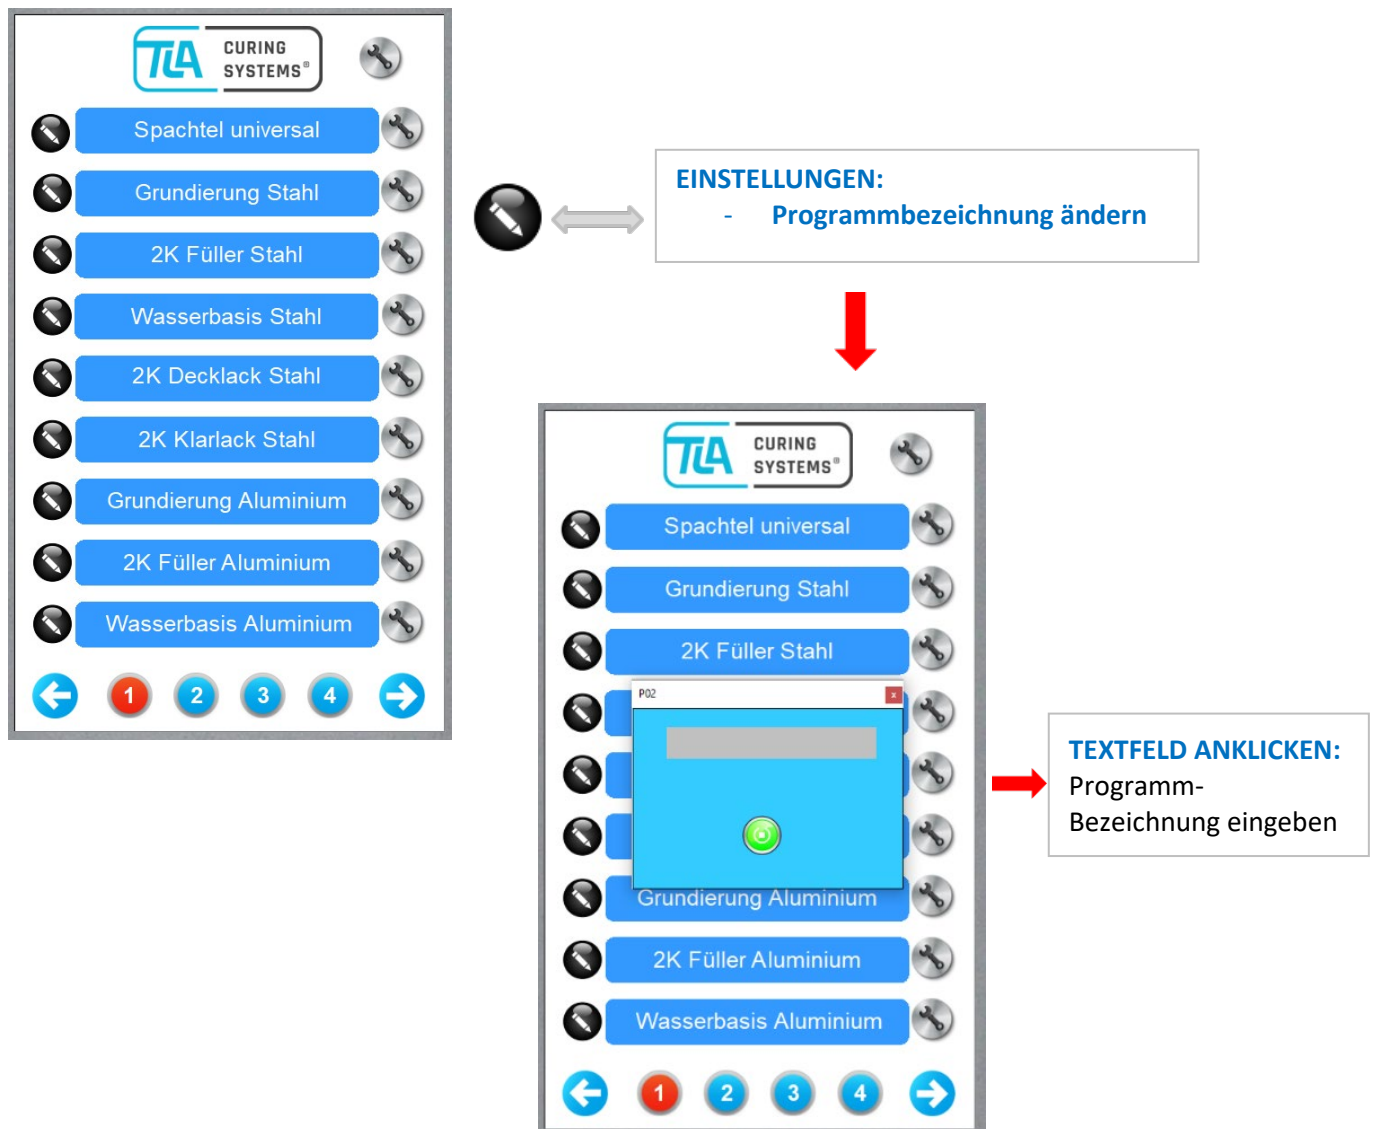 TLA CURING
SYSTEMS®
Spachtel universal
Grundierung Stahl
2K Füller Stahl
Wasserbasis Stahl
2K Decklack Stahl
2K Klarlack Stahl
Grundierung Aluminium
2K Füller Aluminium
Wasserbasis Aluminium
1 2 3 4
EINSTELLUNGEN:
- Programmbezeichnung ändern
TLA CURING
SYSTEMS®
Spachtel universal
Grundierung Stahl
2K Füller Stahl
P02 x
Grundierung Aluminium
2K Füller Aluminium
Wasserbasis Aluminium
1 2 3 4
TEXTFELD ANKLICKEN:
Programm-
Bezeichnung eingeben